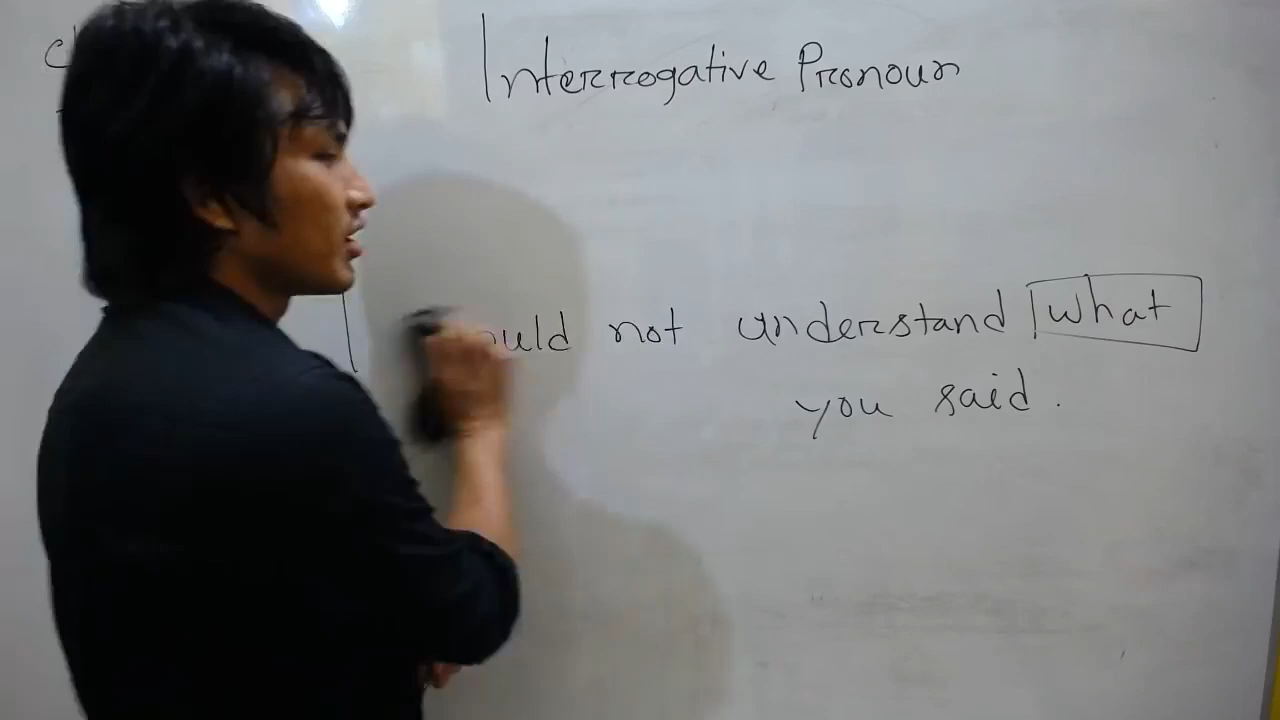 Interrogative Pronoun
I not understand what
you said.